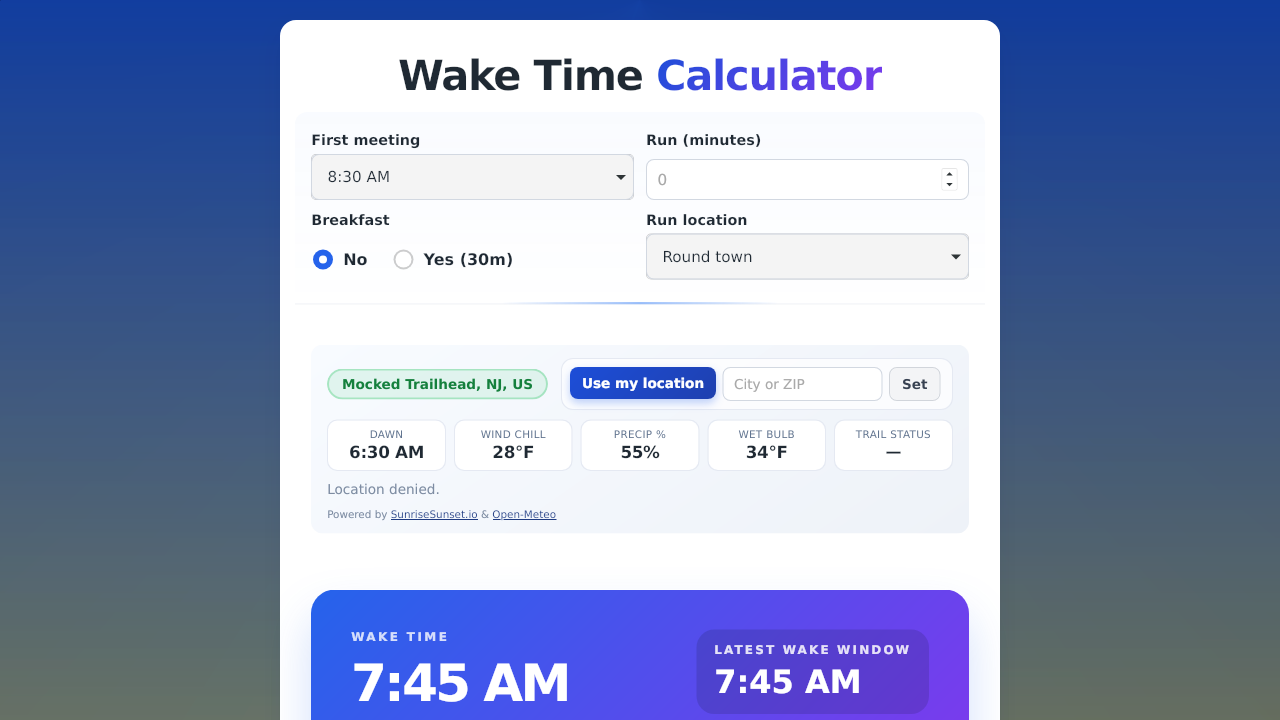 Wake Time Calculator
First meeting
8:30 AM
Run (minutes)
0
Breakfast
No
Yes (30m)
Run location
Round town
Mocked Trailhead, NJ, US
Use my location
City or ZIP
Set
DAWN
6:30 AM
WIND CHILL
28°F
PRECIP %
55%
WET BULB
34°F
TRAIL STATUS
—
Location denied.
Powered by SunriseSunset.io & Open-Meteo
WAKE TIME
7:45 AM
LATEST WAKE WINDOW
7:45 AM